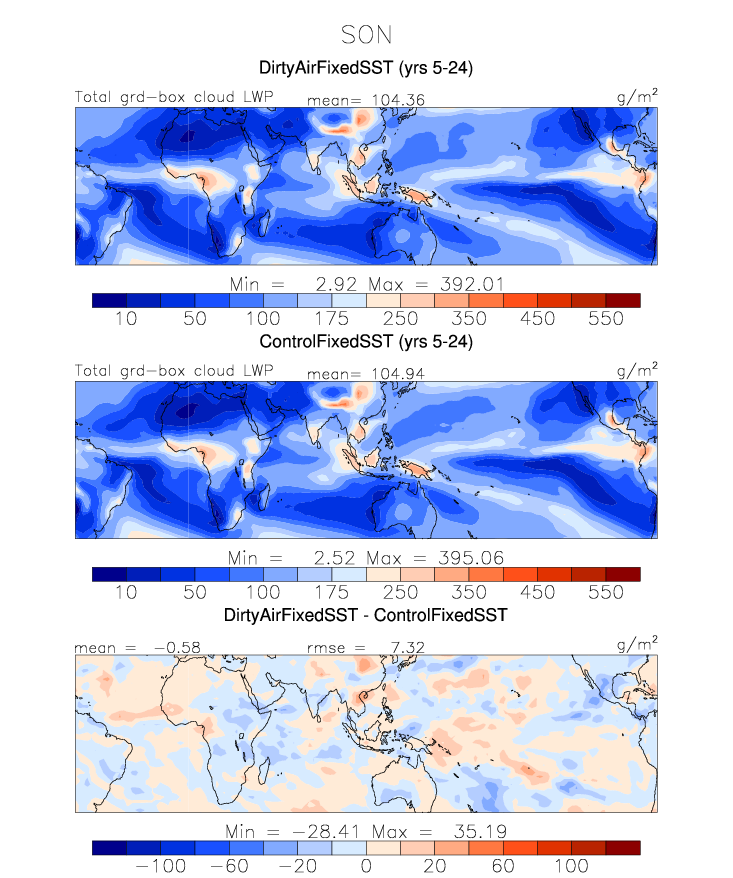 SON
DirtyAirFixedSST (yrs 5-24)
Total grd-box cloud LWP mean= 104.36 g/m²
Min = 2.92 Max = 392.01
10 50 100 175 250 350 450 550
ControlFixedSST (yrs 5-24)
Total grd-box cloud LWP mean= 104.94 g/m²
Min = 2.52 Max = 395.06
10 50 100 175 250 350 450 550
DirtyAirFixedSST - ControlFixedSST
mean = -0.58 rmse = 7.32 g/m²
Min = -28.41 Max = 35.19
-100 -60 -20 0 20 60 100